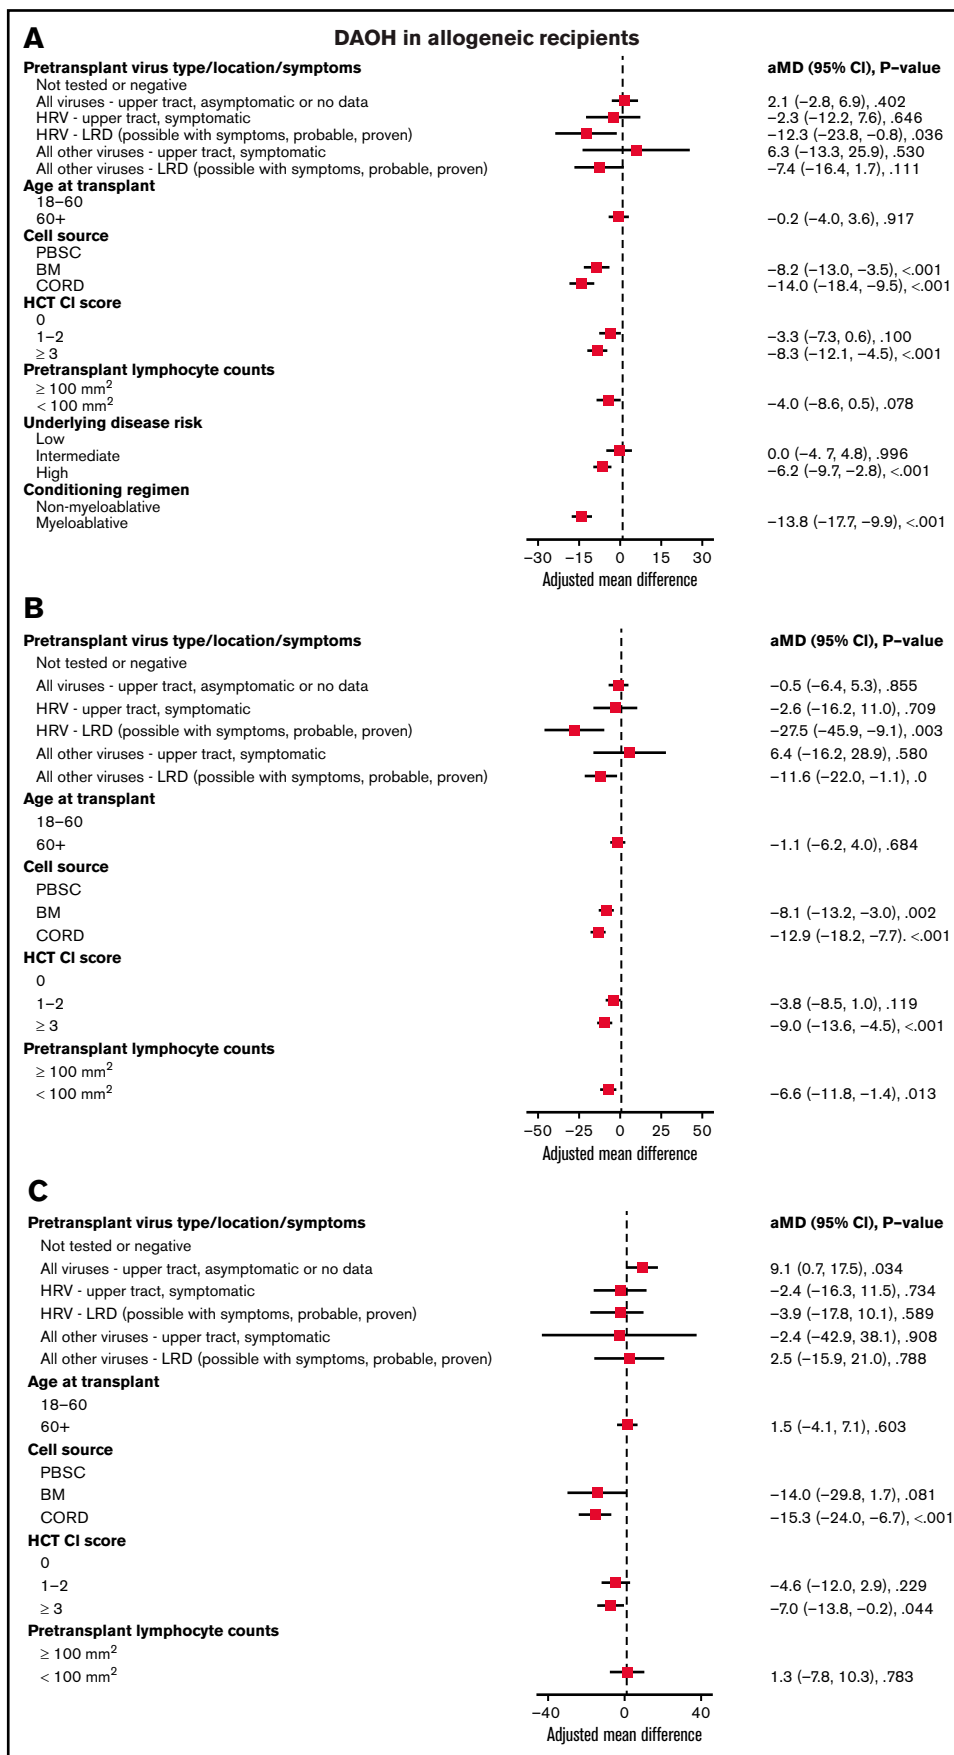 A
DAOH in allogeneic recipients
Pretransplant virus type/location/symptoms aMD (95% CI), P–value
Not tested or negative
All viruses - upper tract, asymptomatic or no data 2.1 (−2.8, 6.9), .402
HRV - upper tract, symptomatic −2.3 (−12.2, 7.6), .646
HRV - LRD (possible with symptoms, probable, proven) −12.3 (−23.8, −0.8), .036
All other viruses - upper tract, symptomatic 6.3 (−13.3, 25.9), .530
All other viruses - LRD (possible with symptoms, probable, proven) −7.4 (−16.4, 1.7), .111
Age at transplant
18–60
60+ −0.2 (−4.0, 3.6), .917
Cell source
PBSC
BM −8.2 (−13.0, −3.5), <.001
CORD −14.0 (−18.4, −9.5), <.001
HCT CI score
0
1–2 −3.3 (−7.3, 0.6), .100
≥ 3 −8.3 (−12.1, −4.5), <.001
Pretransplant lymphocyte counts
≥ 100 mm²
< 100 mm² −4.0 (−8.6, 0.5), .078
Underlying disease risk
Low
Intermediate 0.0 (−4. 7, 4.8), .996
High −6.2 (−9.7, −2.8), <.001
Conditioning regimen
Non-myeloablative
Myeloablative −13.8 (−17.7, −9.9), <.001
−30 −15 0 15 30
Adjusted mean difference
B
Pretransplant virus type/location/symptoms aMD (95% CI), P–value
Not tested or negative
All viruses - upper tract, asymptomatic or no data −0.5 (−6.4, 5.3), .855
HRV - upper tract, symptomatic −2.6 (−16.2, 11.0), .709
HRV - LRD (possible with symptoms, probable, proven) −27.5 (−45.9, −9.1), .003
All other viruses - upper tract, symptomatic 6.4 (−16.2, 28.9), .580
All other viruses - LRD (possible with symptoms, probable, proven) −11.6 (−22.0, −1.1), .0
Age at transplant
18–60
60+ −1.1 (−6.2, 4.0), .684
Cell source
PBSC
BM −8.1 (−13.2, −3.0), .002
CORD −12.9 (−18.2, −7.7). <.001
HCT CI score
0
1–2 −3.8 (−8.5, 1.0), .119
≥ 3 −9.0 (−13.6, −4.5), <.001
Pretransplant lymphocyte counts
≥ 100 mm²
< 100 mm² −6.6 (−11.8, −1.4), .013
−50 −25 0 25 50
Adjusted mean difference
C
Pretransplant virus type/location/symptoms aMD (95% CI), P–value
Not tested or negative
All viruses - upper tract, asymptomatic or no data 9.1 (0.7, 17.5), .034
HRV - upper tract, symptomatic −2.4 (−16.3, 11.5), .734
HRV - LRD (possible with symptoms, probable, proven) −3.9 (−17.8, 10.1), .589
All other viruses - upper tract, symptomatic −2.4 (−42.9, 38.1), .908
All other viruses - LRD (possible with symptoms, probable, proven) 2.5 (−15.9, 21.0), .788
Age at transplant
18–60
60+ 1.5 (−4.1, 7.1), .603
Cell source
PBSC
BM −14.0 (−29.8, 1.7), .081
CORD −15.3 (−24.0, −6.7), <.001
HCT CI score
0
1–2 −4.6 (−12.0, 2.9), .229
≥ 3 −7.0 (−13.8, −0.2), .044
Pretransplant lymphocyte counts
≥ 100 mm²
< 100 mm² 1.3 (−7.8, 10.3), .783
−40 0 40
Adjusted mean difference